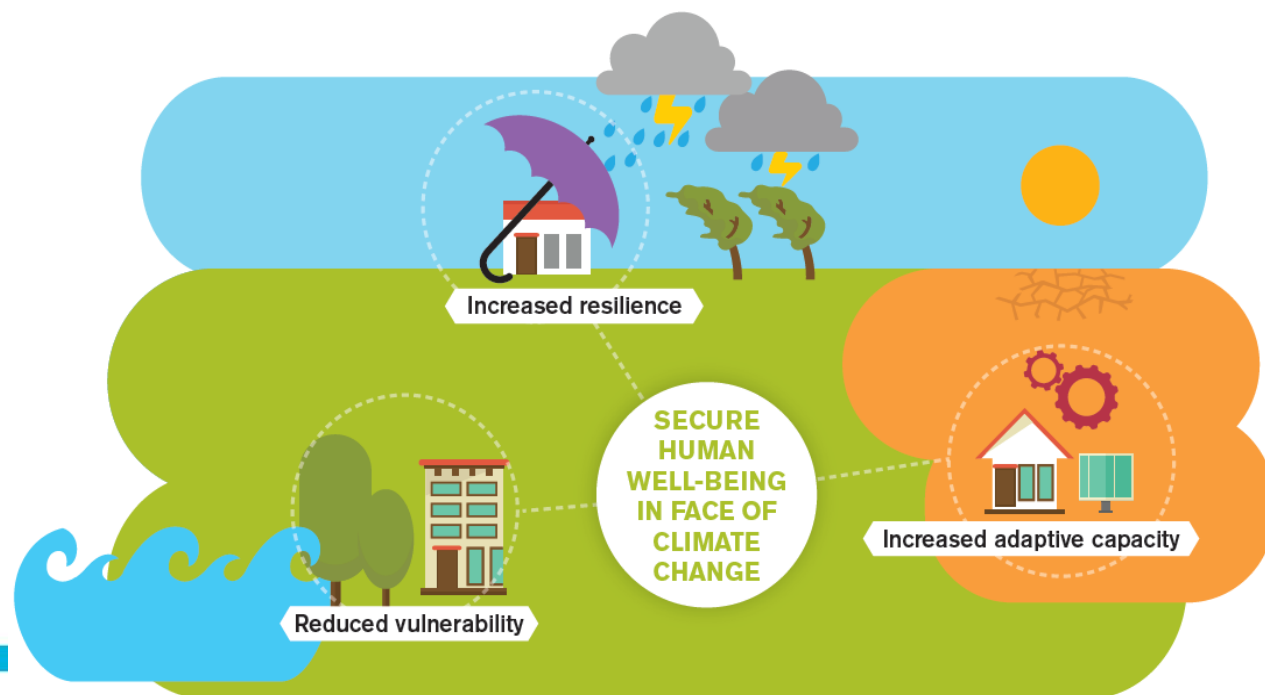 Increased resilience
SECURE
HUMAN
WELL-BEING
IN FACE OF
CLIMATE
CHANGE
Increased adaptive capacity
Reduced vulnerability